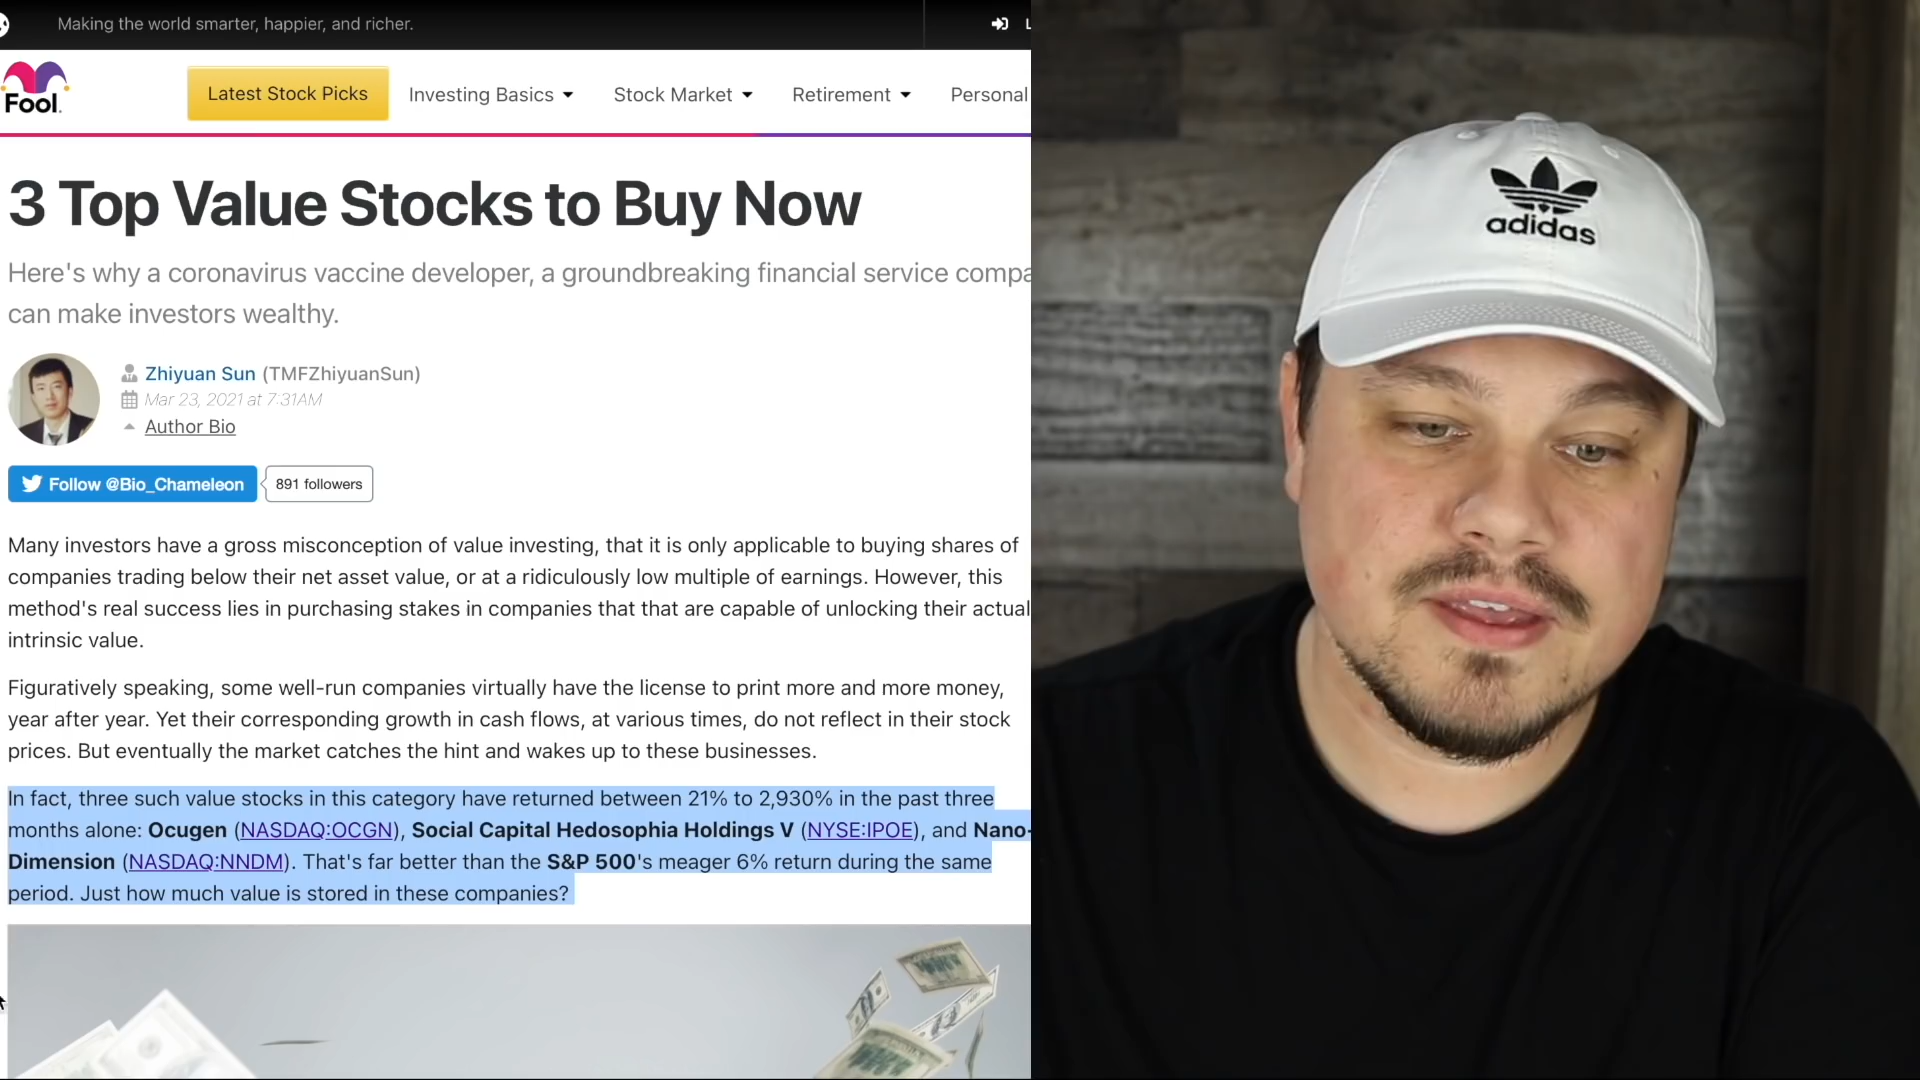 Making the world smarter, happier, and richer.
Fool.
Latest Stock Picks
Investing Basics
Stock Market
Retirement
Personal
3 Top Value Stocks to Buy Now
Here's why a coronavirus vaccine developer, a groundbreaking financial service compa
can make investors wealthy.
Zhiyuan Sun (TMFZhiyuanSun)
Mar 23, 2021 at 7:31AM
Author Bio
Follow @Bio_Chameleon
891 followers
Many investors have a gross misconception of value investing, that it is only applicable to buying shares of
companies trading below their net asset value, or at a ridiculously low multiple of earnings. However, this
method's real success lies in purchasing stakes in companies that that are capable of unlocking their actual
intrinsic value.
Figuratively speaking, some well-run companies virtually have the license to print more and more money,
year after year. Yet their corresponding growth in cash flows, at various times, do not reflect in their stock
prices. But eventually the market catches the hint and wakes up to these businesses.
In fact, three such value stocks in this category have returned between 21% to 2,930% in the past three
months alone: Ocugen (NASDAQ:OCGN), Social Capital Hedosophia Holdings V (NYSE:IPOE), and Nano-
Dimension (NASDAQ:NNDM). That's far better than the S&P 500's meager 6% return during the same
period. Just how much value is stored in these companies?
adidas